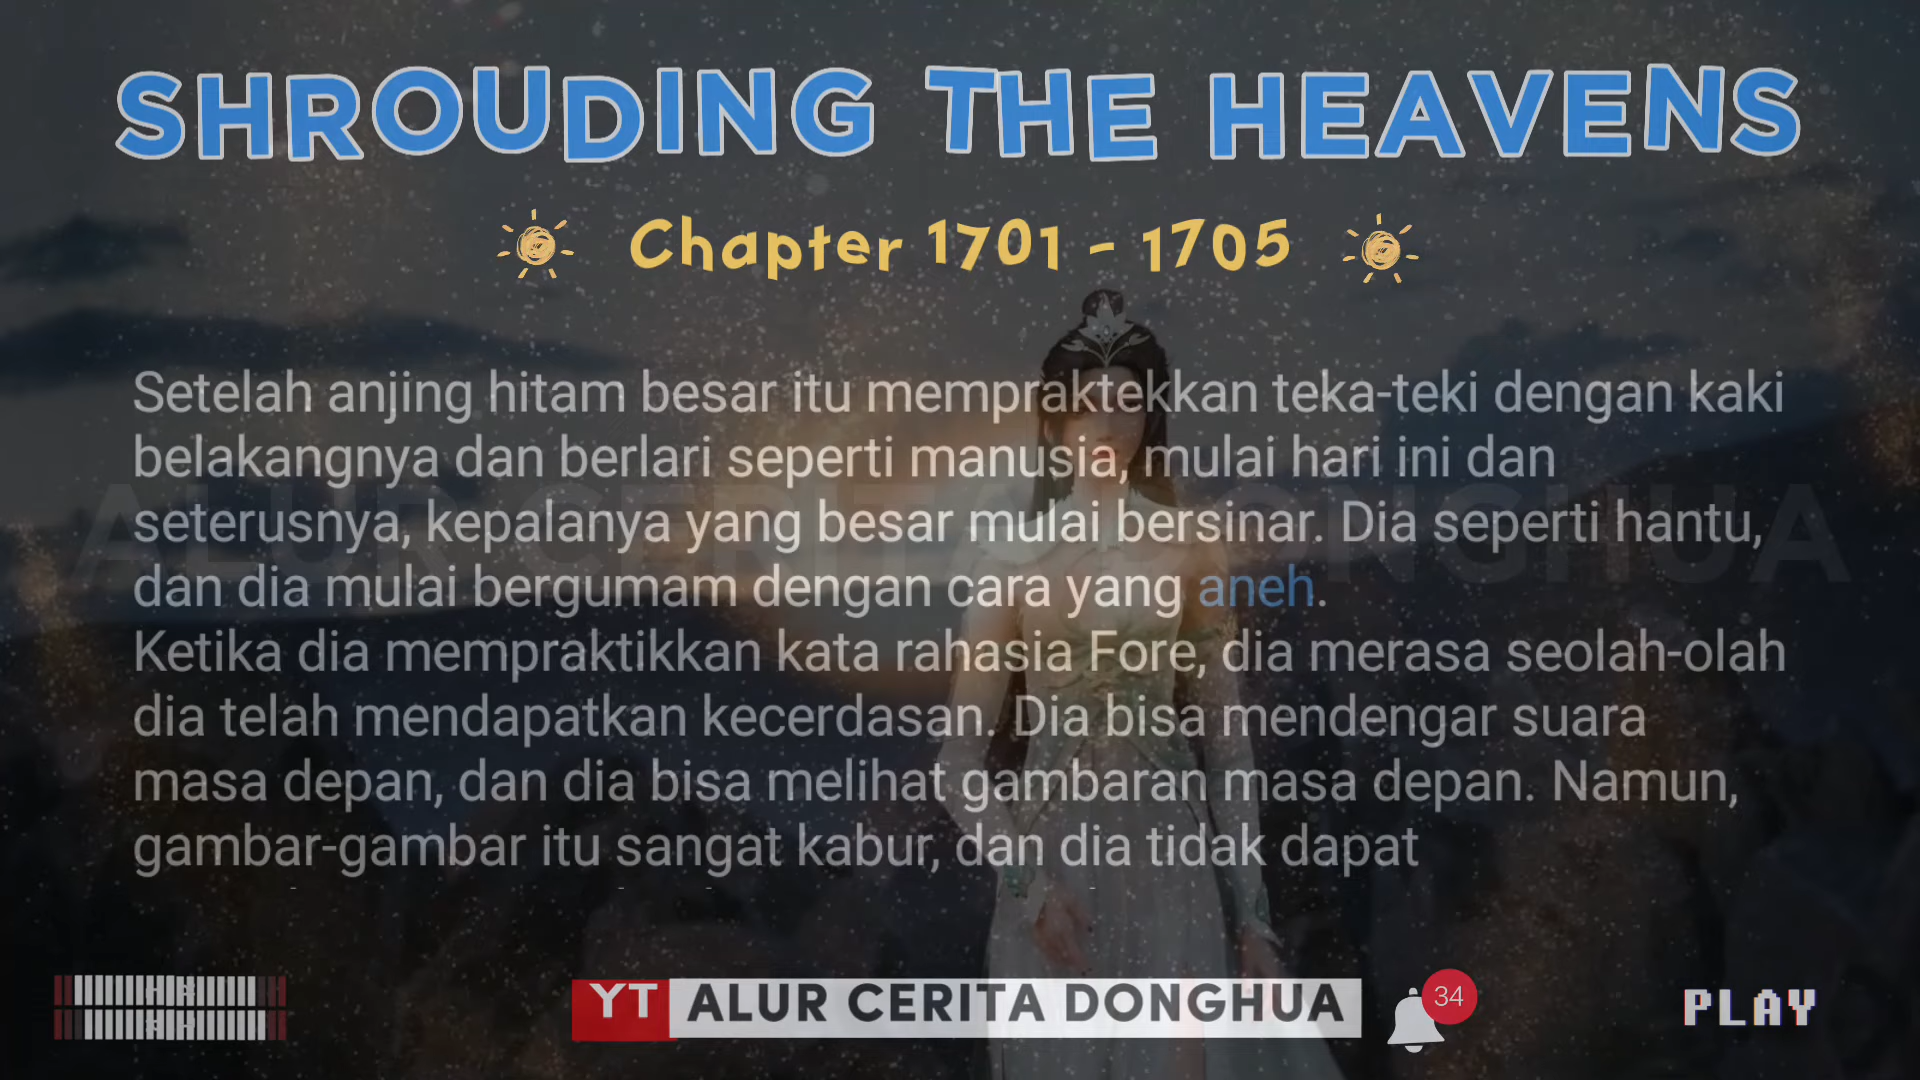 SHROUDING THE HEAVENS
Chapter 1701 - 1705
Setelah anjing hitam besar itu mempraktekkan teka-teki dengan kaki
belakangnya dan berlari seperti manusia, mulai hari ini dan
seterusnya, kepalanya yang besar mulai bersinar. Dia seperti hantu,
dan dia mulai bergumam dengan cara yang aneh.
Ketika dia mempraktikkan kata rahasia Fore, dia merasa seolah-olah
dia telah mendapatkan kecerdasan. Dia bisa mendengar suara
masa depan, dan dia bisa melihat gambaran masa depan. Namun,
gambar-gambar itu sangat kabur, dan dia tidak dapat
ALUR CERITA DONGHUA
YT ALUR CERITA DONGHUA
34
PLAY